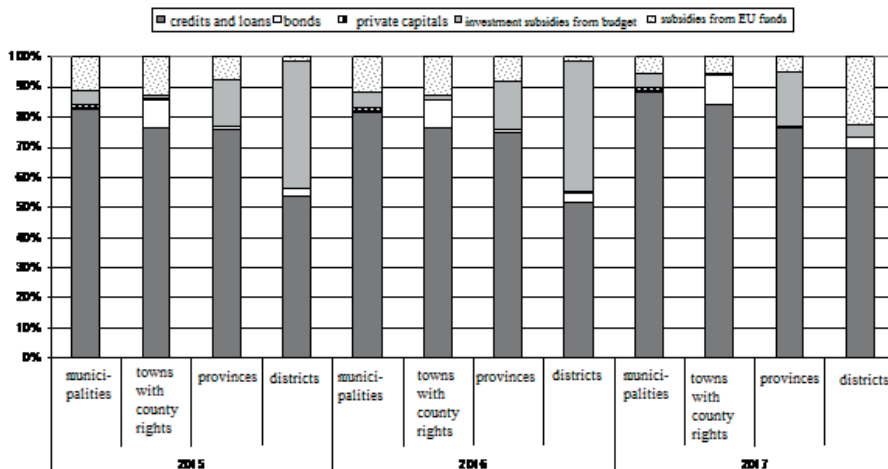 credits and loans bonds private capitals investment subsidies from budget subsidies from EU funds
100%
90%
80%
70%
60%
50%
40%
30%
20%
10%
0%
munici-
palities
towns
with
county
rights
provinces
districts
munici-
palities
towns
with
county
rights
provinces
districts
munici-
palities
towns
with
county
rights
provinces
districts
2015
2016
2017